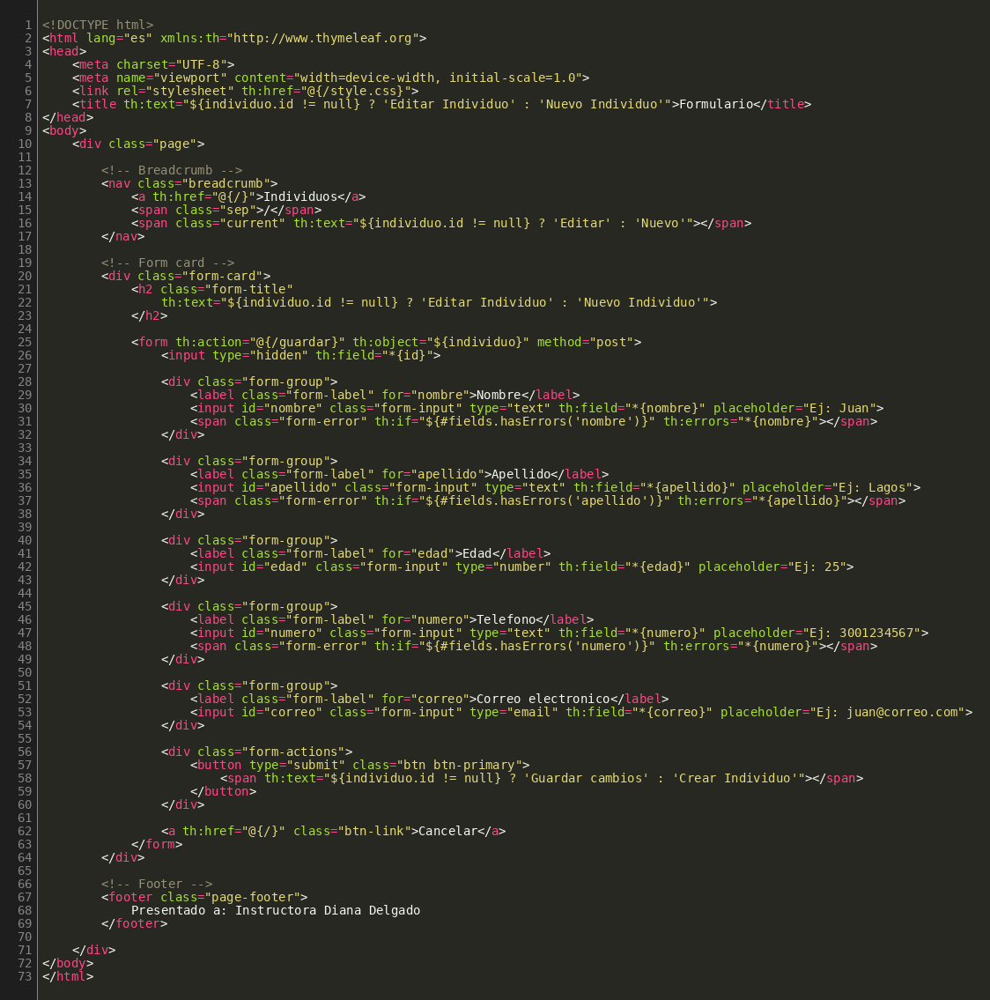 1 <!DOCTYPE html>
2 <html lang="es" xmlns:th="http://www.thymeleaf.org">
3 <head>
4     <meta charset="UTF-8">
5     <meta name="viewport" content="width=device-width, initial-scale=1.0">
6     <link rel="stylesheet" th:href="@{/style.css}">
7     <title th:text="${individuo.id != null} ? 'Editar Individuo' : 'Nuevo Individuo'">Formulario</title>
8 </head>
9 <body>
10     <div class="page">
11
12         <!-- Breadcrumb -->
13         <nav class="breadcrumb">
14             <a th:href="@{/}">Individuos</a>
15             <span class="sep">/</span>
16             <span class="current" th:text="${individuo.id != null} ? 'Editar' : 'Nuevo'"></span>
17         </nav>
18
19         <!-- Form card -->
20         <div class="form-card">
21             <h2 class="form-title"
22                 th:text="${individuo.id != null} ? 'Editar Individuo' : 'Nuevo Individuo'">
23             </h2>
24
25             <form th:action="@{/guardar}" th:object="${individuo}" method="post">
26                 <input type="hidden" th:field="*{id}">
27
28                 <div class="form-group">
29                     <label class="form-label" for="nombre">Nombre</label>
30                     <input id="nombre" class="form-input" type="text" th:field="*{nombre}" placeholder="Ej: Juan">
31                     <span class="form-error" th:if="${#fields.hasErrors('nombre')}" th:errors="*{nombre}"></span>
32                 </div>
33
34                 <div class="form-group">
35                     <label class="form-label" for="apellido">Apellido</label>
36                     <input id="apellido" class="form-input" type="text" th:field="*{apellido}" placeholder="Ej: Lagos">
37                     <span class="form-error" th:if="${#fields.hasErrors('apellido')}" th:errors="*{apellido}"></span>
38                 </div>
39
40                 <div class="form-group">
41                     <label class="form-label" for="edad">Edad</label>
42                     <input id="edad" class="form-input" type="number" th:field="*{edad}" placeholder="Ej: 25">
43                 </div>
44
45                 <div class="form-group">
46                     <label class="form-label" for="numero">Telefono</label>
47                     <input id="numero" class="form-input" type="text" th:field="*{numero}" placeholder="Ej: 3001234567">
48                     <span class="form-error" th:if="${#fields.hasErrors('numero')}" th:errors="*{numero}"></span>
49                 </div>
50
51                 <div class="form-group">
52                     <label class="form-label" for="correo">Correo electronico</label>
53                     <input id="correo" class="form-input" type="email" th:field="*{correo}" placeholder="Ej: juan@correo.com">
54                 </div>
55
56                 <div class="form-actions">
57                     <button type="submit" class="btn btn-primary">
58                         <span th:text="${individuo.id != null} ? 'Guardar cambios' : 'Crear Individuo'"></span>
59                     </button>
60                 </div>
61
62                 <a th:href="@{/}" class="btn-link">Cancelar</a>
63             </form>
64         </div>
65
66         <!-- Footer -->
67         <footer class="page-footer">
68             Presentado a: Instructora Diana Delgado
69         </footer>
70
71     </div>
72 </body>
73 </html>